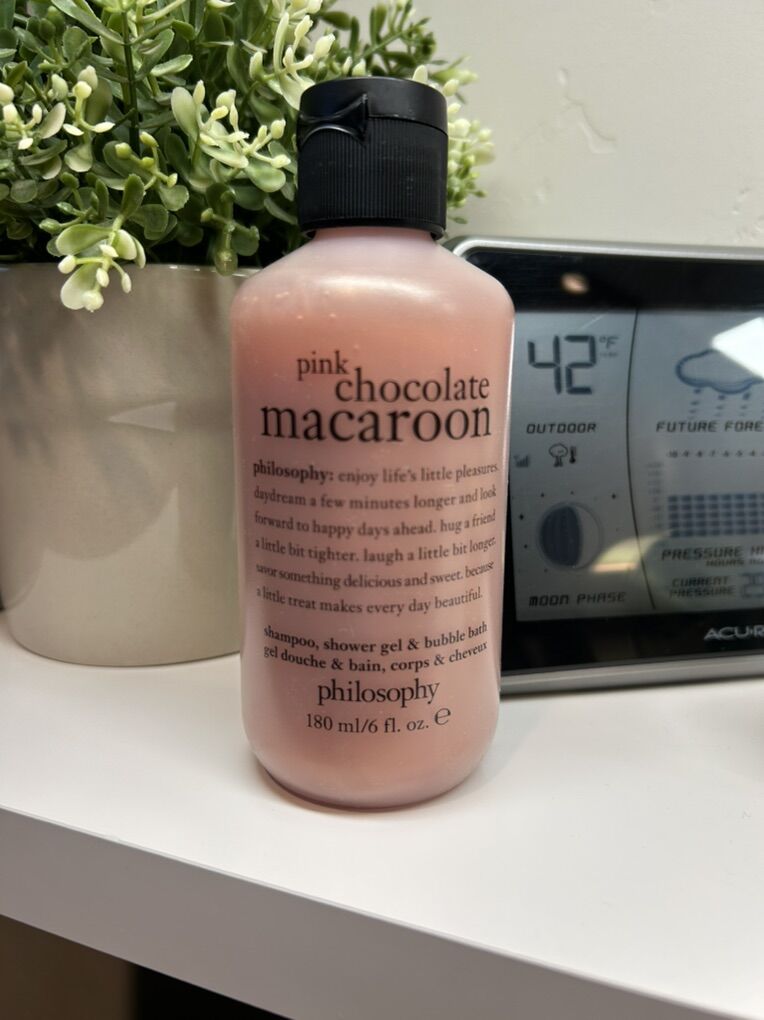 pink
chocolate
macaroon
philosophy: enjoy life's little pleasures.
daydream a few minutes longer and look
forward to happy days ahead. hug a friend
a little bit tighter. laugh a little bit longer.
savor something delicious and sweet. because
a little treat makes every day beautiful.
shampoo, shower gel & bubble bath
gel douche & bain, corps & cheveux
philosophy
180 ml/6 fl. oz. ℮
42 °F
OUTDOOR
FUTURE
MOON PHASE
PRESSURE
HOURS
CURRENT
PRESSURE